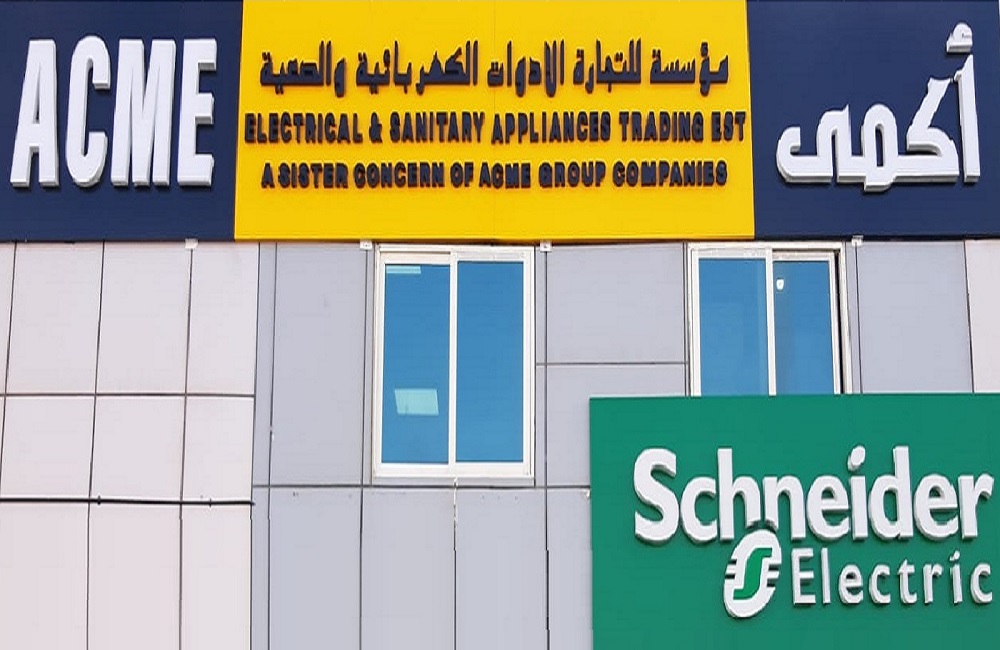 ACME
مؤسسة للتجارة الادوات الكهربائية والصحية
ELECTRICAL & SANITARY APPLIANCES TRADING EST
A SISTER CONCERN OF ACME GROUP COMPANIES
أكمى
Schneider
Electric